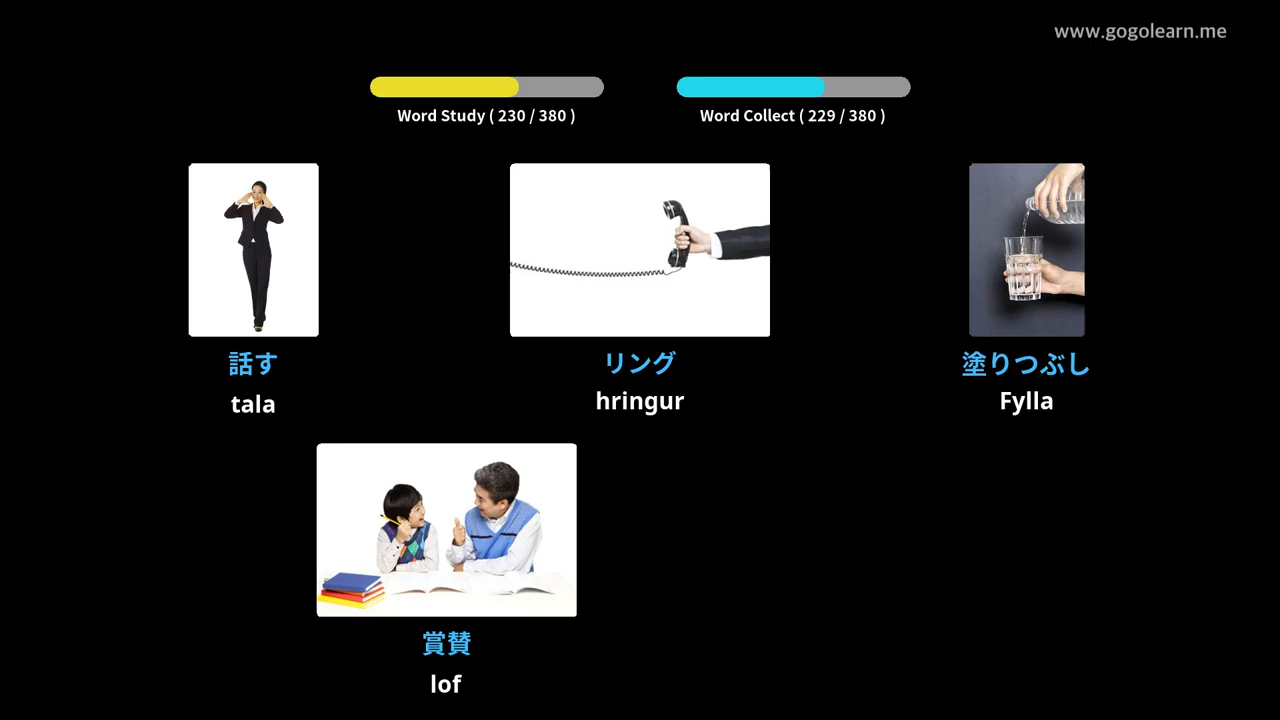 www.gogolearn.me
Word Study ( 230 / 380 )
Word Collect ( 229 / 380 )
話す
リング
塗りつぶし
tala
hringur
Fylla
賞賛
lof